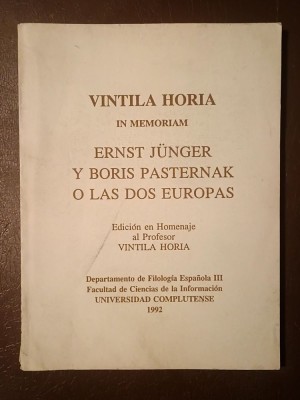 VINTILA HORIA
IN MEMORIAM
ERNST JÜNGER
Y BORIS PASTERNAK
O LAS DOS EUROPAS
Edición en Homenaje
al Profesor
VINTILA HORIA
Departamento de Filología Española III
Facultad de Ciencias de la Información
UNIVERSIDAD COMPLUTENSE
1992